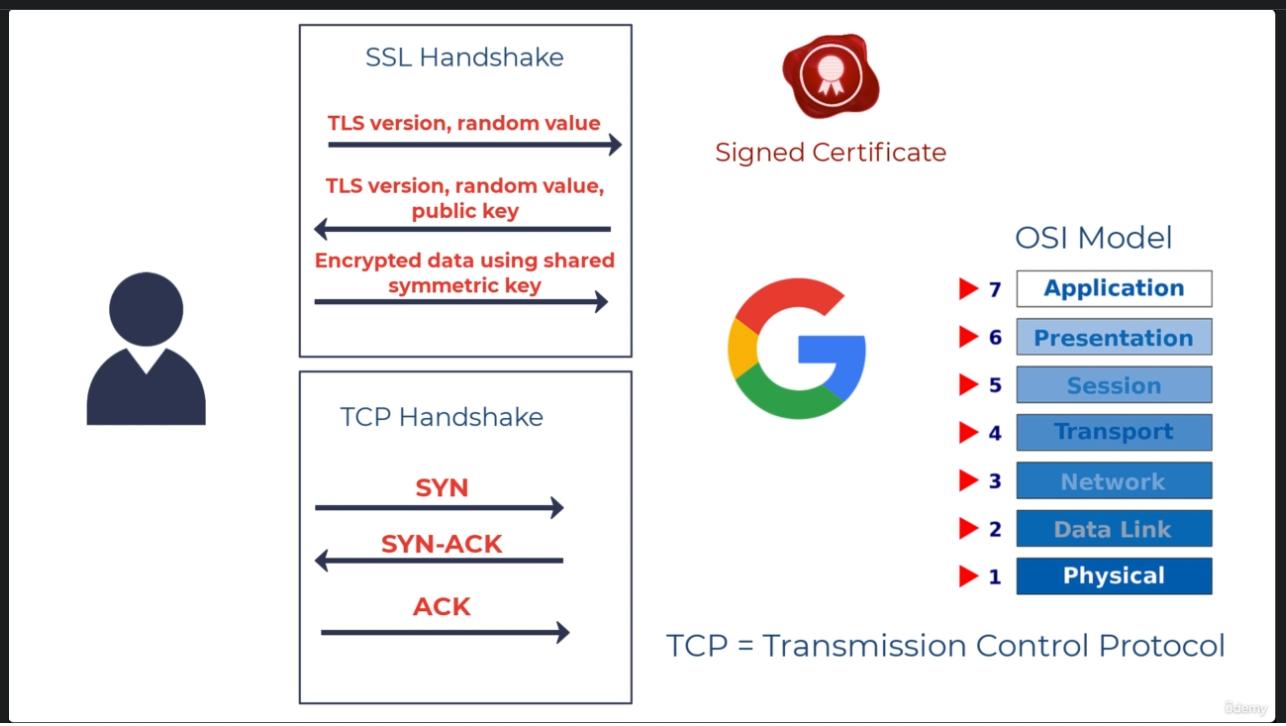 SSL Handshake
TLS version, random value
TLS version, random value,
public key
Encrypted data using shared
symmetric key
TCP Handshake
SYN
SYN-ACK
ACK
Signed Certificate
OSI Model
7 Application
6 Presentation
5 Session
4 Transport
3 Network
2 Data Link
1 Physical
TCP = Transmission Control Protocol
ûdemy